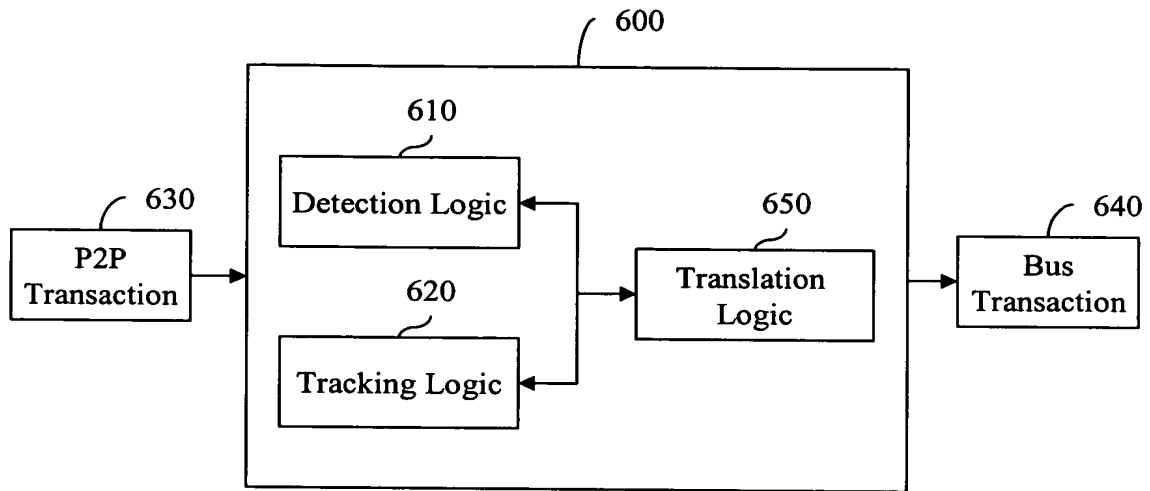 600
610
Detection Logic
630
P2P
Transaction
650
Translation
Logic
640
Bus
Transaction
620
Tracking Logic